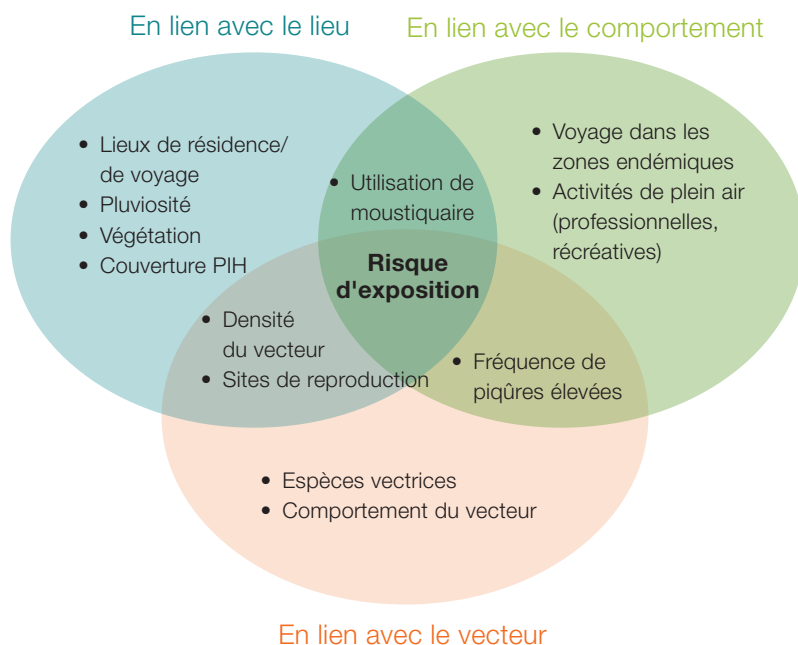 En lien avec le lieu
En lien avec le comportement
• Lieux de résidence/
de voyage
• Pluviosité
• Végétation
• Couverture PIH
• Utilisation de
moustiquaire
• Voyage dans les
zones endémiques
• Activités de plein air
(professionnelles,
récréatives)
Risque
d'exposition
• Densité
du vecteur
• Sites de reproduction
• Fréquence de
piqûres élevées
• Espèces vectrices
• Comportement du vecteur
En lien avec le vecteur